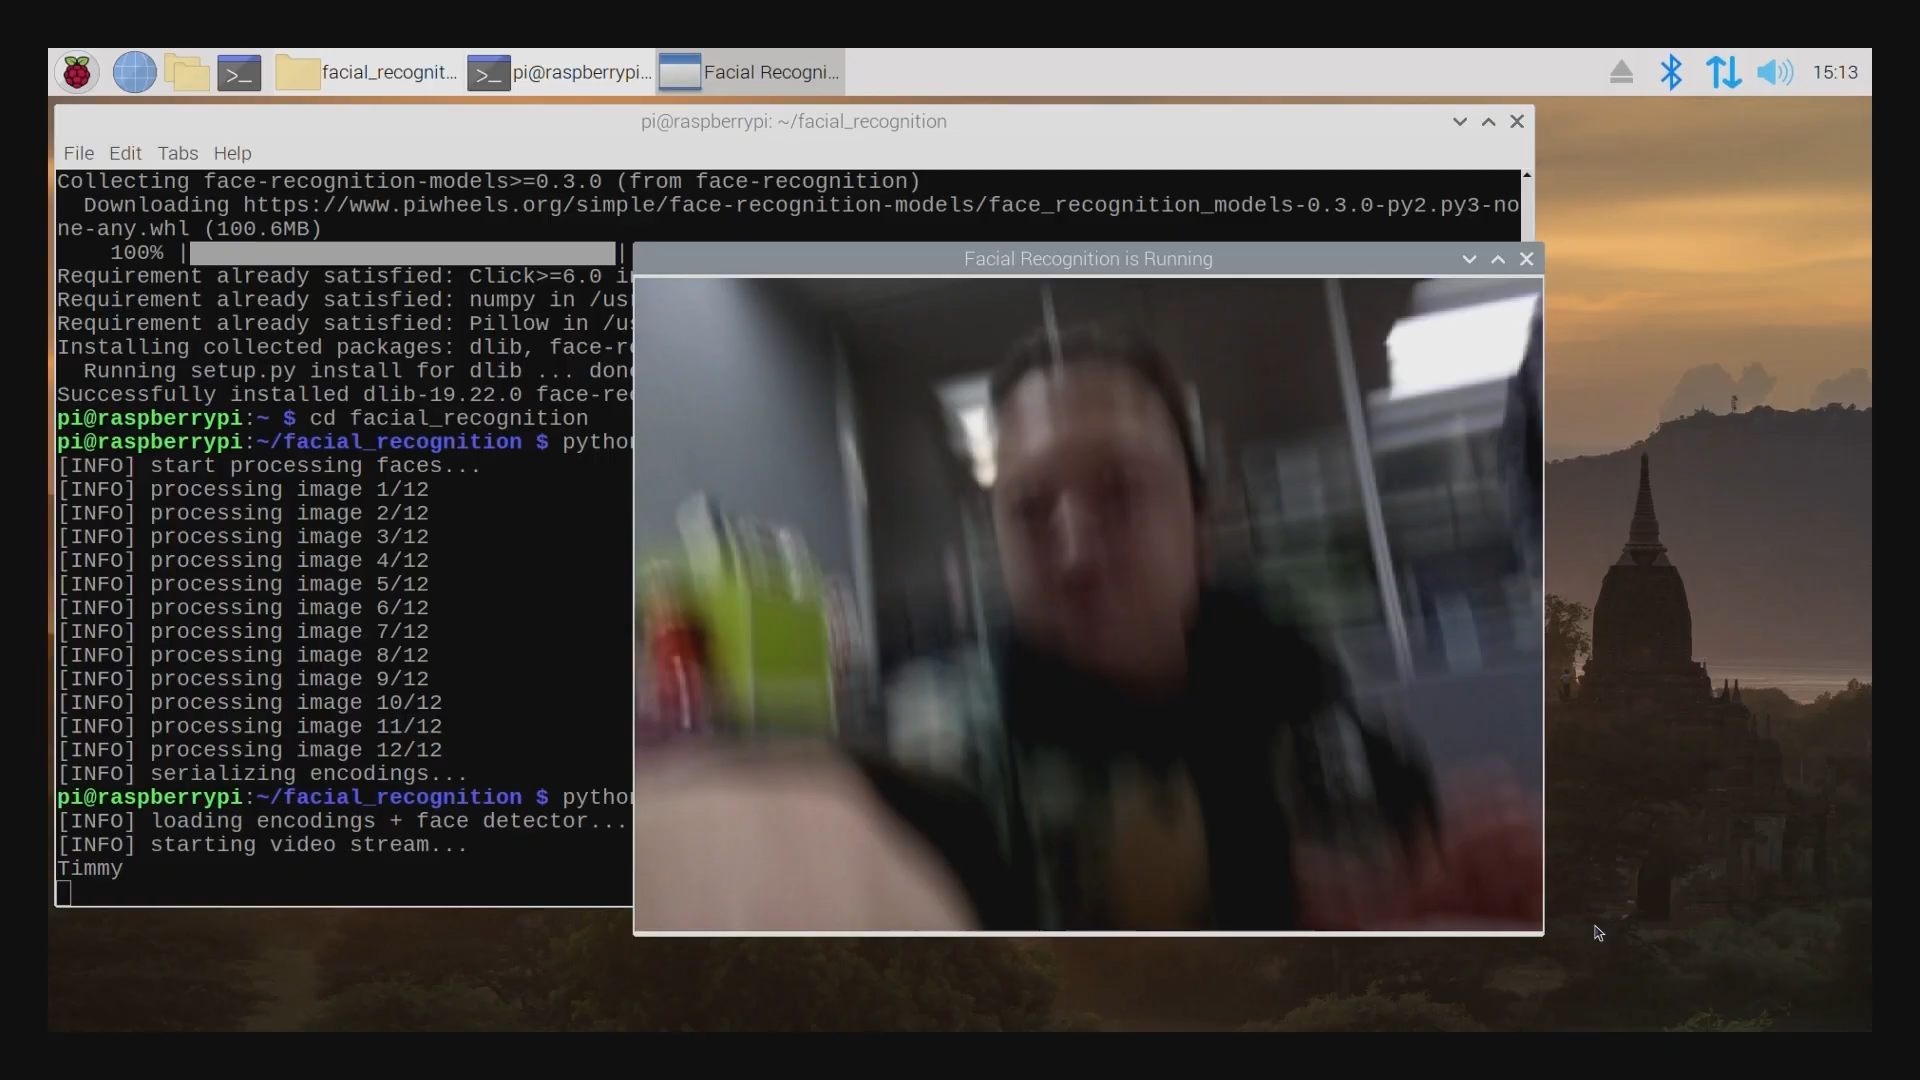 facial_recognit...
pi@raspberrypi...
Facial Recogni...
15:13
pi@raspberrypi: ~/facial_recognition
File Edit Tabs Help
Collecting face-recognition-models>=0.3.0 (from face-recognition)
Downloading https://www.piwheels.org/simple/face-recognition-models/face_recognition_models-0.3.0-py2.py3-no
ne-any.whl (100.6MB)
100% | |
Requirement already satisfied: Click>=6.0 i
Requirement already satisfied: numpy in /us
Requirement already satisfied: Pillow in /u
Installing collected packages: dlib, face-r
Running setup.py install for dlib ... don
Successfully installed dlib-19.22.0 face-re
pi@raspberrypi:~ $ cd facial_recognition
pi@raspberrypi:~/facial_recognition $ pytho
[INFO] start processing faces...
[INFO] processing image 1/12
[INFO] processing image 2/12
[INFO] processing image 3/12
[INFO] processing image 4/12
[INFO] processing image 5/12
[INFO] processing image 6/12
[INFO] processing image 7/12
[INFO] processing image 8/12
[INFO] processing image 9/12
[INFO] processing image 10/12
[INFO] processing image 11/12
[INFO] processing image 12/12
[INFO] serializing encodings...
pi@raspberrypi:~/facial_recognition $ pytho
[INFO] loading encodings + face detector...
[INFO] starting video stream...
Timmy
Facial Recognition is Running